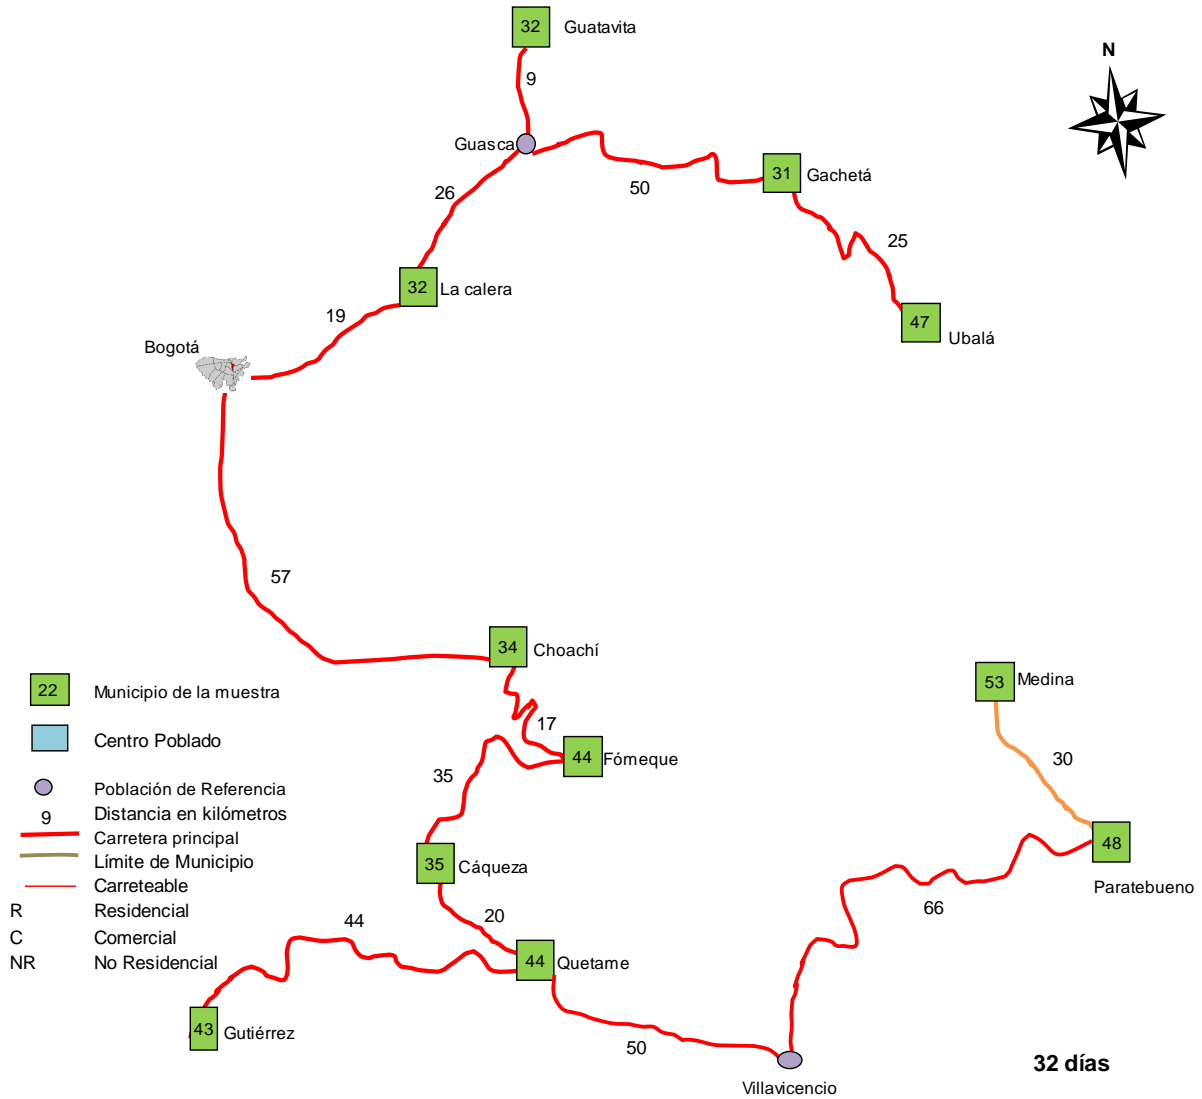 32 Guatavita
N
9
Guasca
26
50
31 Gachetá
25
32 La calera
19
47 Ubalá
Bogotá
57
34 Choachí
17
44 Fómeque
35
35 Cáqueza
20
44
44 Quetame
43 Gutiérrez
50
Villavicencio
66
53 Medina
30
48
Paratebueno
22 Municipio de la muestra
Centro Poblado
Población de Referencia
9 Distancia en kilómetros
Carretera principal
Límite de Municipio
Carreteable
R Residencial
C Comercial
NR No Residencial
32 días